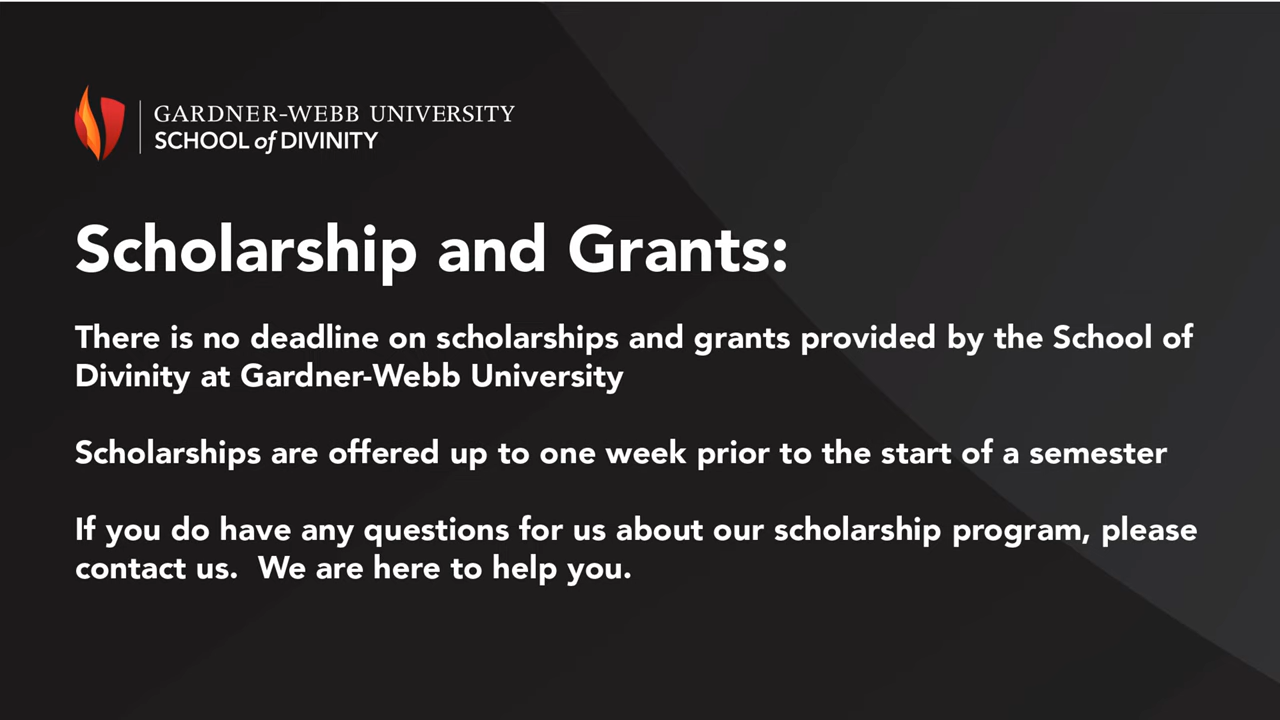 GARDNER-WEBB UNIVERSITY
SCHOOL of DIVINITY
Scholarship and Grants:
There is no deadline on scholarships and grants provided by the School of
Divinity at Gardner-Webb University
Scholarships are offered up to one week prior to the start of a semester
If you do have any questions for us about our scholarship program, please
contact us.  We are here to help you.